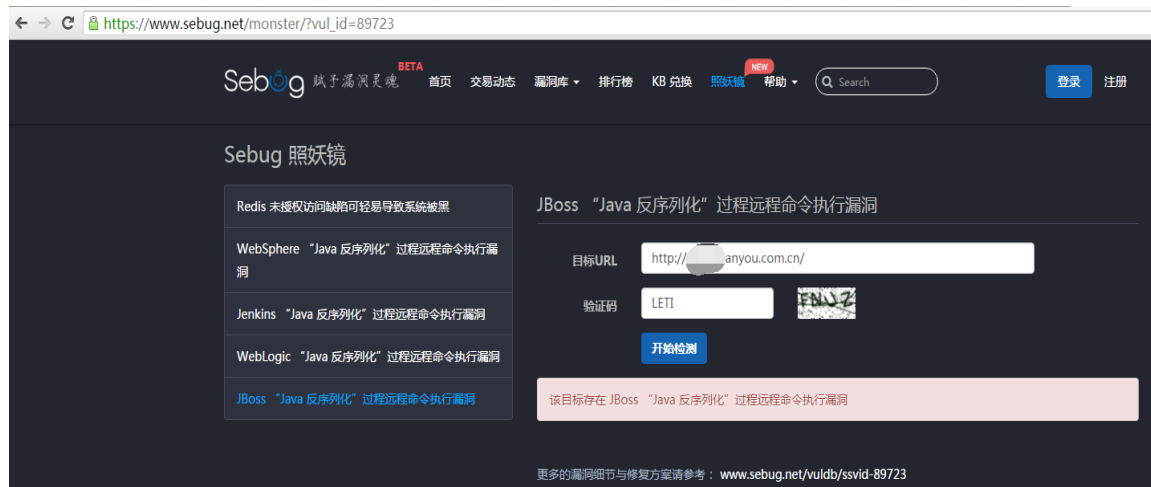 https://www.sebug.net/monster/?vul_id=89723
Sebug 赋予漏洞灵魂 BETA 首页 交易动态 漏洞库 排行榜 KB 兑换 照妖镜 NEW 帮助 Search 登录 注册
Sebug 照妖镜
Redis 未授权访问缺陷可轻易导致系统被黑
WebSphere “Java 反序列化”过程远程命令执行漏
洞
Jenkins “Java 反序列化”过程远程命令执行漏洞
WebLogic “Java 反序列化”过程远程命令执行漏洞
JBoss “Java 反序列化”过程远程命令执行漏洞
JBoss “Java 反序列化”过程远程命令执行漏洞
目标URL http:// anyou.com.cn/
验证码 LETI FNUZ
开始检测
该目标存在 JBoss “Java 反序列化”过程远程命令执行漏洞
更多的漏洞细节与修复方案请参考： www.sebug.net/vuldb/ssvid-89723